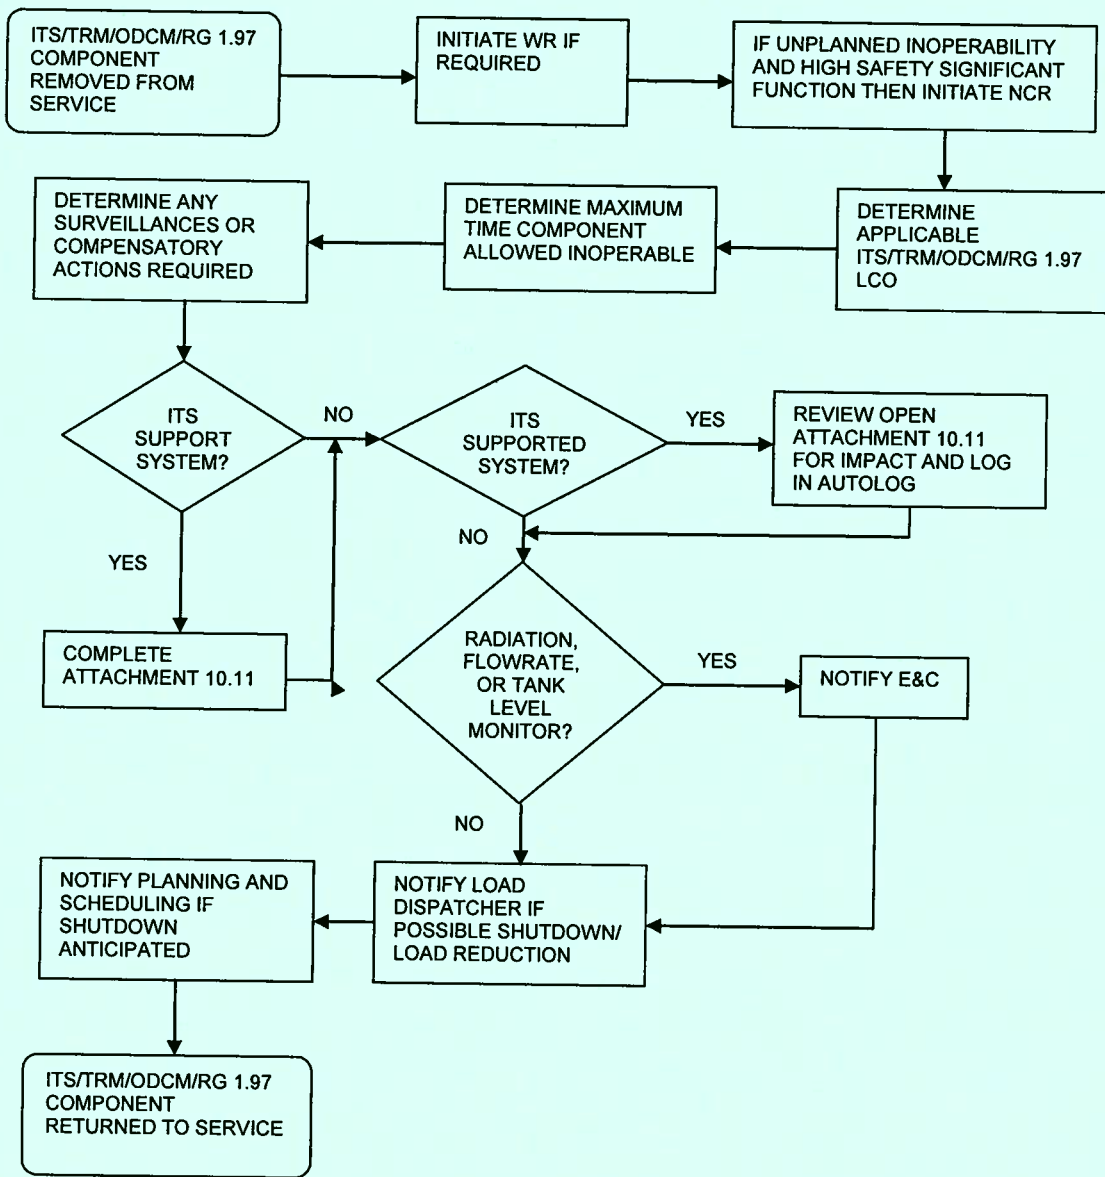 ITS/TRM/ODCM/RG 1.97
COMPONENT
REMOVED FROM
SERVICE
INITIATE WR IF
REQUIRED
IF UNPLANNED INOPERABILITY
AND HIGH SAFETY SIGNIFICANT
FUNCTION THEN INITIATE NCR
DETERMINE
APPLICABLE
ITS/TRM/ODCM/RG 1.97
LCO
DETERMINE MAXIMUM
TIME COMPONENT
ALLOWED INOPERABLE
DETERMINE ANY
SURVEILLANCES OR
COMPENSATORY
ACTIONS REQUIRED
ITS
SUPPORT
SYSTEM?
NO
YES
COMPLETE
ATTACHMENT 10.11
ITS
SUPPORTED
SYSTEM?
YES
REVIEW OPEN
ATTACHMENT 10.11
FOR IMPACT AND LOG
IN AUTOLOG
NO
RADIATION,
FLOWRATE,
OR TANK
LEVEL
MONITOR?
YES
NOTIFY E&C
NO
NOTIFY LOAD
DISPATCHER IF
POSSIBLE SHUTDOWN/
LOAD REDUCTION
NOTIFY PLANNING AND
SCHEDULING IF
SHUTDOWN
ANTICIPATED
ITS/TRM/ODCM/RG 1.97
COMPONENT
RETURNED TO SERVICE